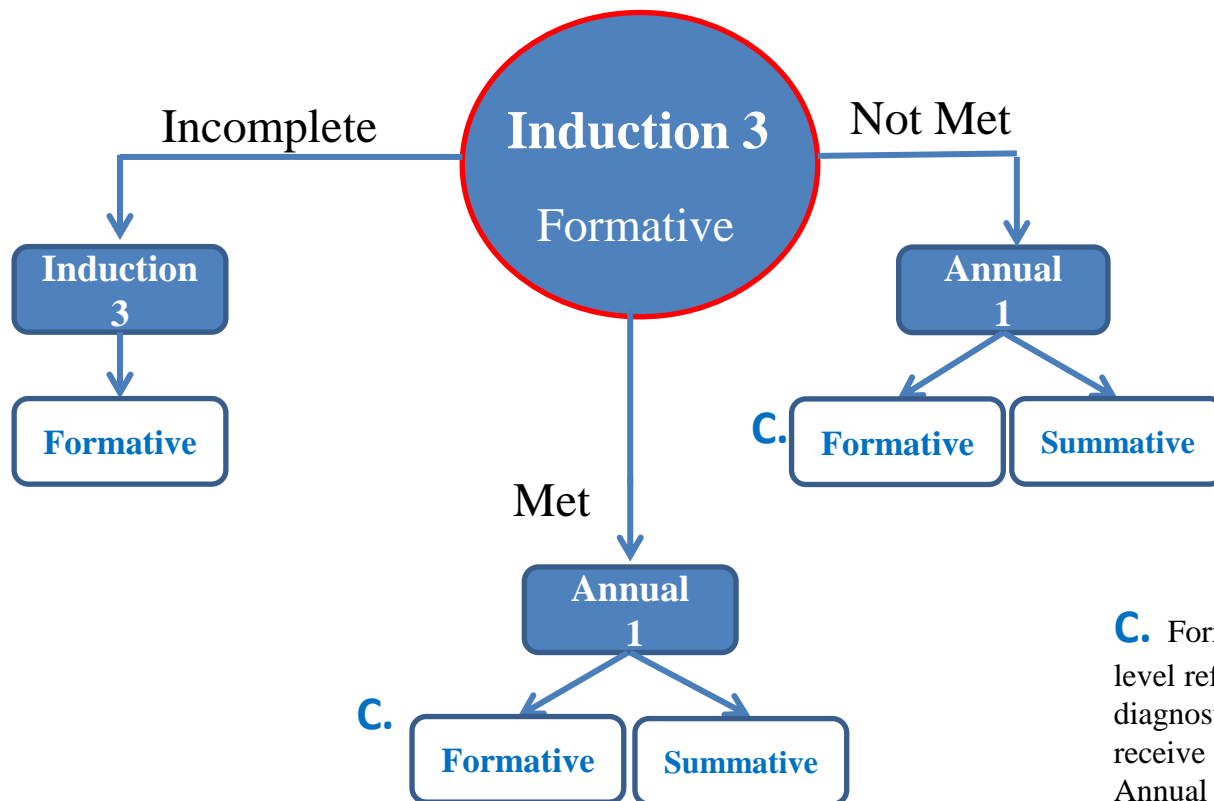 Incomplete
Induction 3
Formative
Not Met
Induction
3
Formative
Annual
1
C. Formative
Summative
Met
Annual
1
C. Formative
Summative
C.
level
receive
Annual